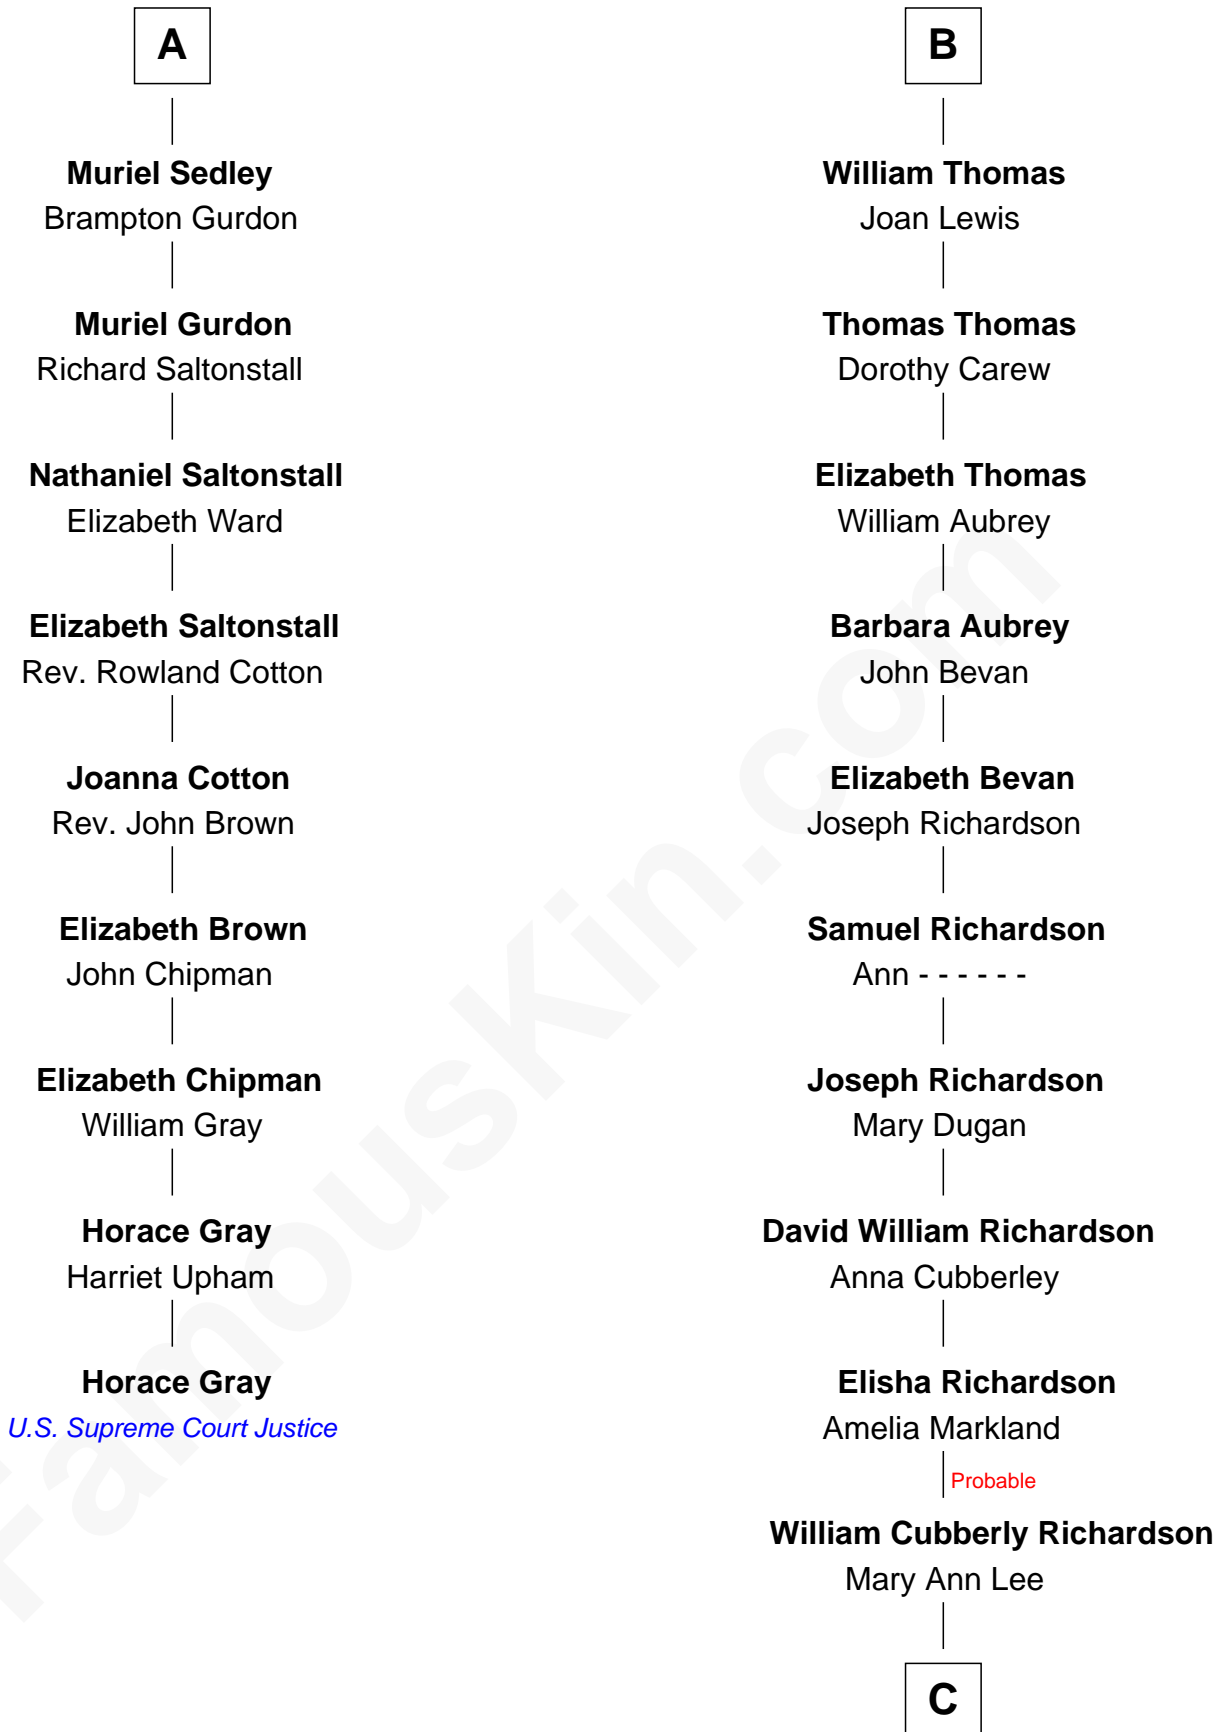 A
Muriel Sedley
Brampton Gurdon
Muriel Gurdon
Richard Saltonstall
Nathaniel Saltonstall
Elizabeth Ward
Elizabeth Saltonstall
Rev. Rowland Cotton
Joanna Cotton
Rev. John Brown
Elizabeth Brown
John Chipman
Elizabeth Chipman
William Gray
Horace Gray
Harriet Upham
Horace Gray
U.S. Supreme Court Justice
B
William Thomas
Joan Lewis
Thomas Thomas
Dorothy Carew
Elizabeth Thomas
William Aubrey
Barbara Aubrey
John Bevan
Elizabeth Bevan
Joseph Richardson
Samuel Richardson
Ann - - - - - -
Joseph Richardson
Mary Dugan
David William Richardson
Anna Cubberley
Elisha Richardson
Amelia Markland
Probable
William Cubberly Richardson
Mary Ann Lee
C
FamousKin.com